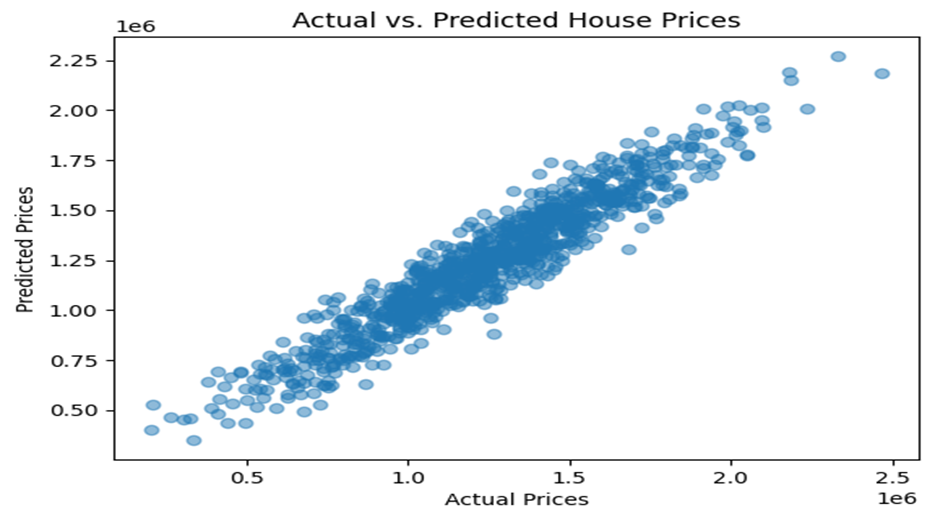 Actual vs. Predicted House Prices
1e6
2.25
2.00
1.75
1.50
1.25
1.00
0.75
0.50
Predicted Prices
0.5 1.0 1.5 2.0 2.5
Actual Prices
1e6